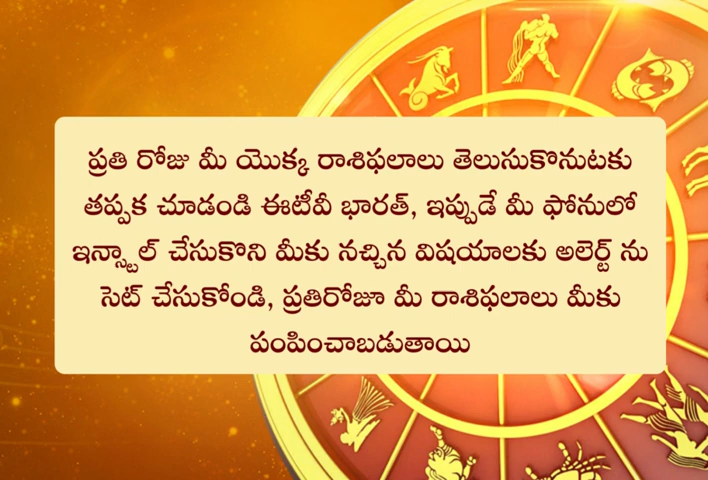 ప్రతి రోజు మీ యొక్క రాశిఫలాలు తెలుసుకొనుటకు
తప్పక చూడండి ఈటీవీ భారత్, ఇప్పుడే మీ ఫోనులో
ఇన్స్టాల్ చేసుకొని మీకు నచ్చిన విషయాలకు అలెర్ట్ ను
సెట్ చేసుకోండి, ప్రతిరోజూ మీ రాశిఫలాలు మీకు
పంపించాబడుతాయి